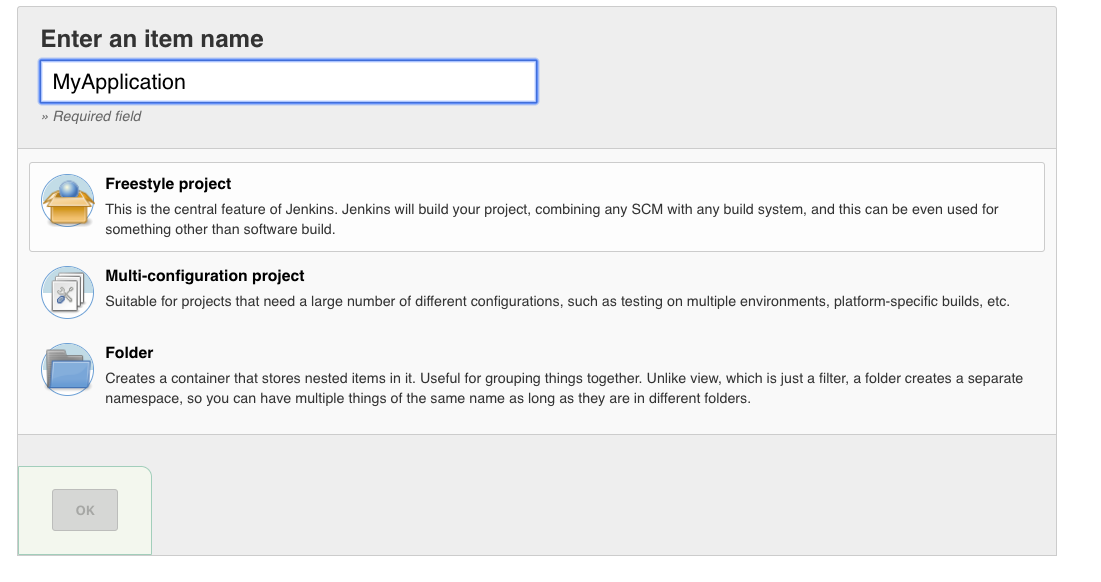 Enter an item name
MyApplication
» Required field
Freestyle project
This is the central feature of Jenkins. Jenkins will build your project, combining any SCM with any build system, and this can be even used for
something other than software build.
Multi-configuration project
Suitable for projects that need a large number of different configurations, such as testing on multiple environments, platform-specific builds, etc.
Folder
Creates a container that stores nested items in it. Useful for grouping things together. Unlike view, which is just a filter, a folder creates a separate
namespace, so you can have multiple things of the same name as long as they are in different folders.
OK